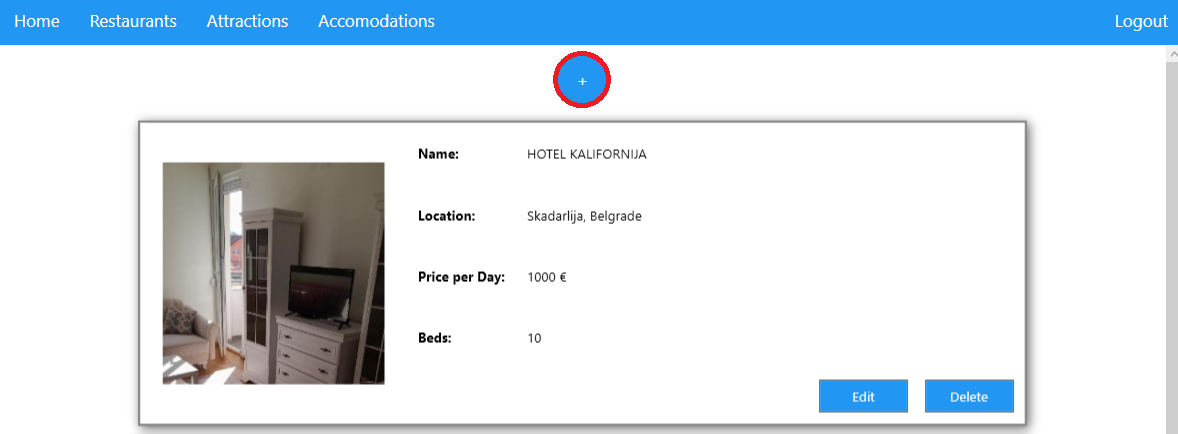 Home Restaurants Attractions Accomodations Logout
+
Name: HOTEL KALIFORNIJA
Location: Skadarlija, Belgrade
Price per Day: 1000 €
Beds: 10
Edit Delete